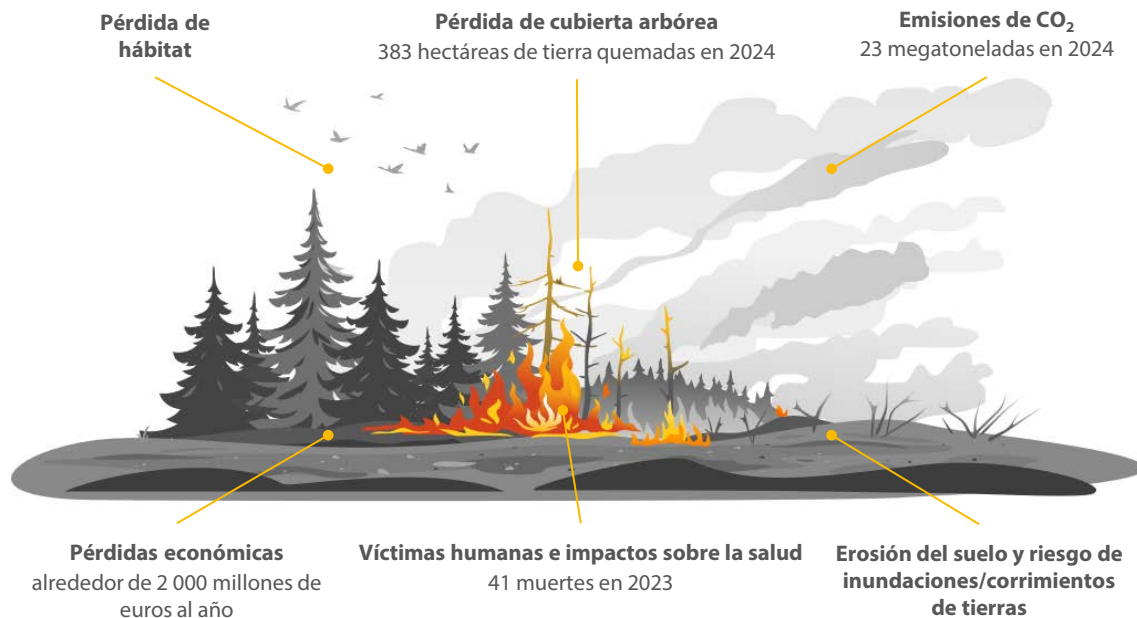 Pérdida de
hábitat
Pérdida de cubierta arbórea
383 hectáreas de tierra quemadas en 2024
Emisiones de CO₂
23 megatoneladas en 2024
Pérdidas económicas
alrededor de 2 000 millones de
euros al año
Víctimas humanas e impactos sobre la salud
41 muertes en 2023
Erosión del suelo y riesgo de
inundaciones/corrimientos
de tierras